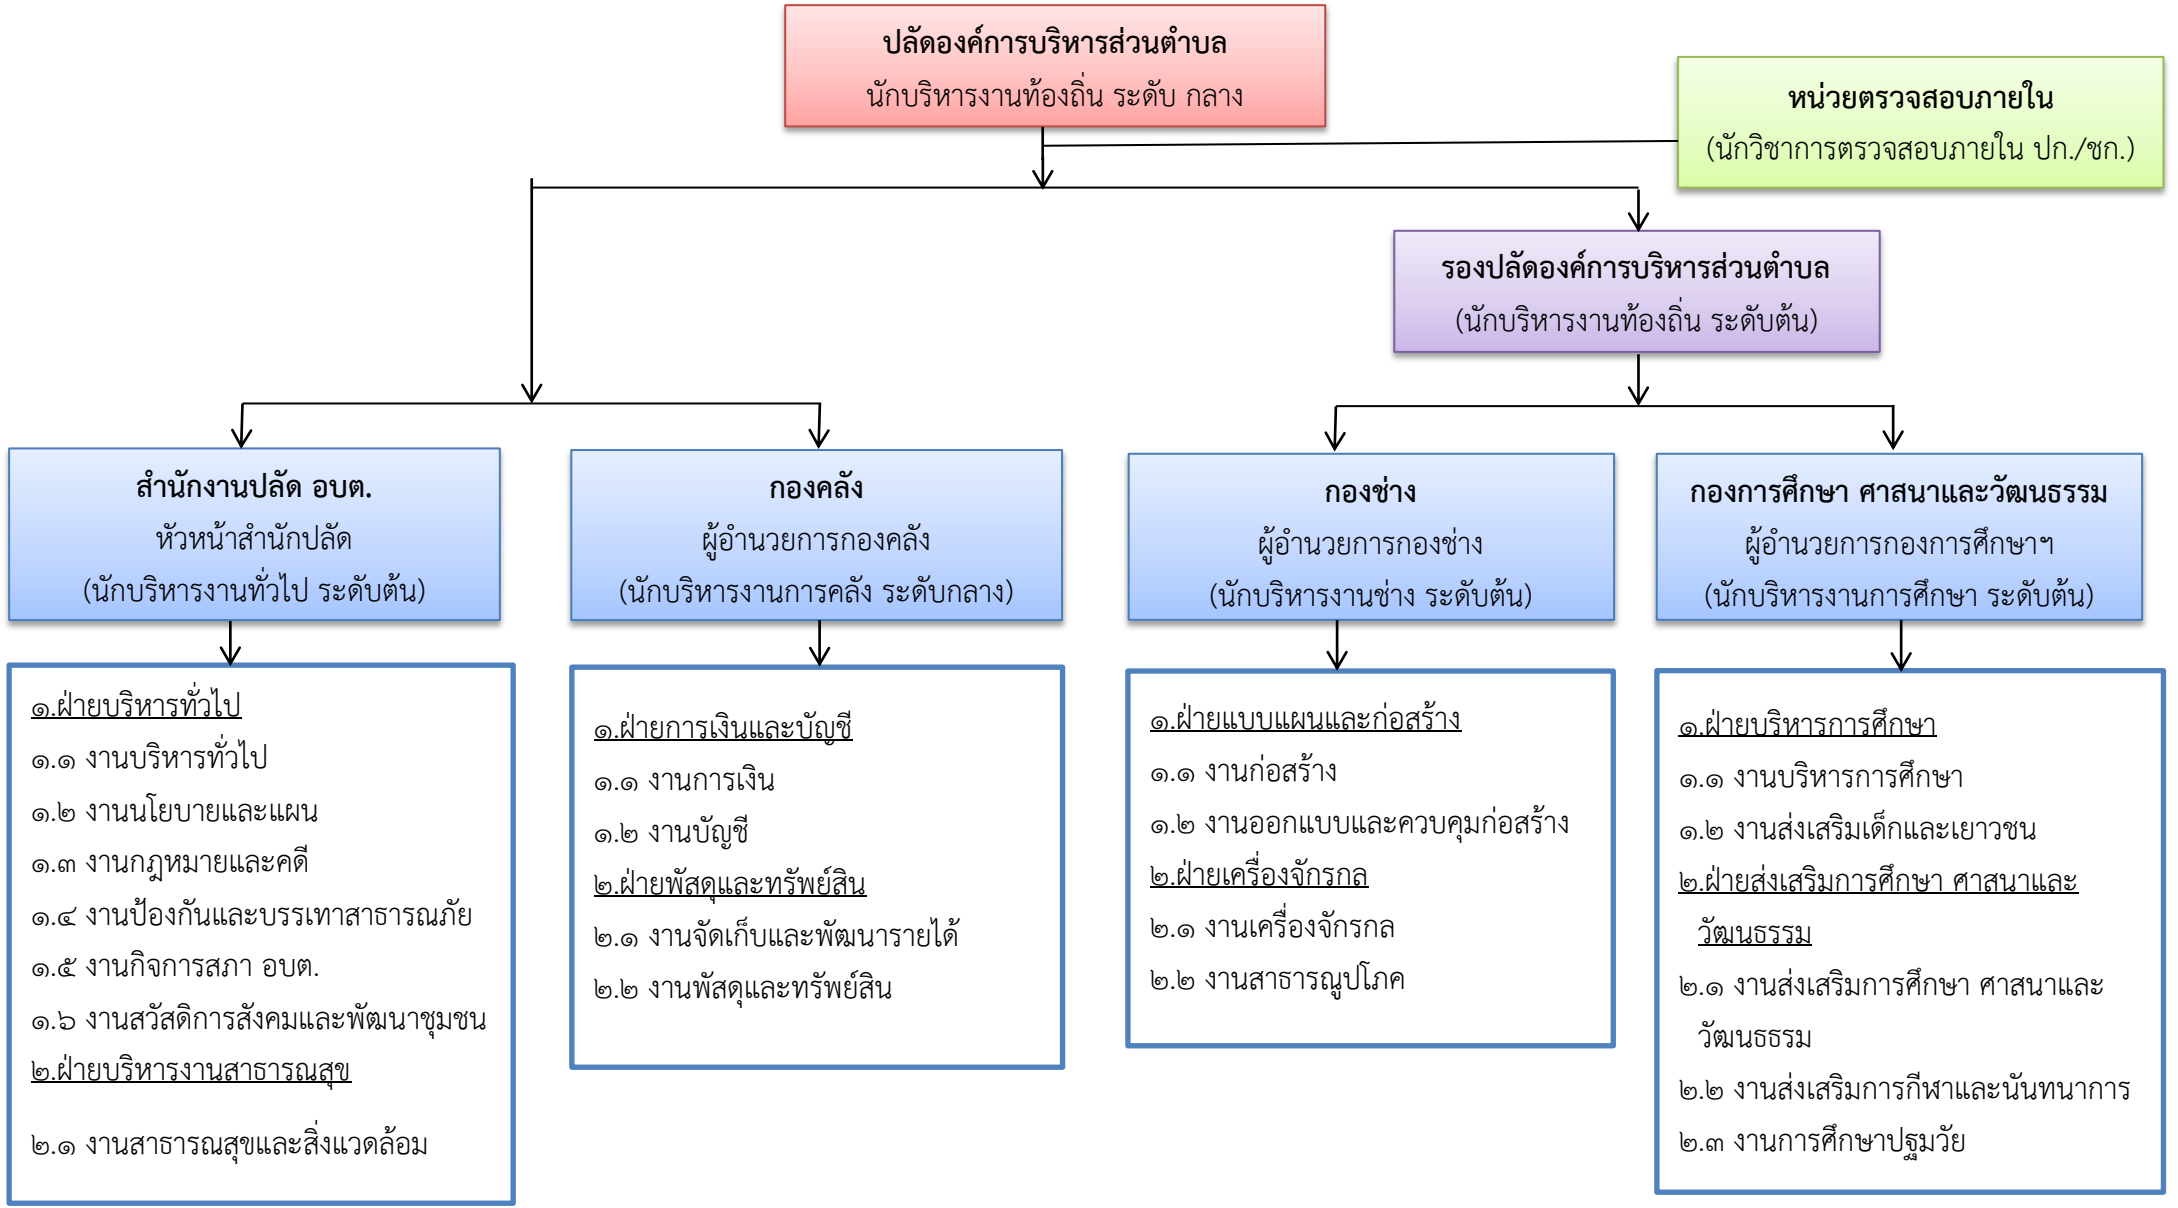 ปลัดองค์การบริหารส่วนตำบล
นักบริหารงานท้องถิ่น ระดับ กลาง
หน่วยตรวจสอบภายใน
(นักวิชาการตรวจสอบภายใน ปก./ชก.)
รองปลัดองค์การบริหารส่วนตำบล
(นักบริหารงานท้องถิ่น ระดับต้น)
สำนักงานปลัด อบต.
หัวหน้าสำนักปลัด
(นักบริหารงานทั่วไป ระดับต้น)
กองคลัง
ผู้อำนวยการกองคลัง
(นักบริหารงานการคลัง ระดับกลาง)
กองช่าง
ผู้อำนวยการกองช่าง
(นักบริหารงานช่าง ระดับต้น)
กองการศึกษา ศาสนาและวัฒนธรรม
ผู้อำนวยการกองการศึกษาฯ
(นักบริหารงานการศึกษา ระดับต้น)
๑.ฝ่ายบริหารทั่วไป
๑.๑ งานบริหารทั่วไป
๑.๒ งานนโยบายและแผน
๑.๓ งานกฎหมายและคดี
๑.๔ งานป้องกันและบรรเทาสาธารณภัย
๑.๕ งานกิจการสภา อบต.
๑.๖ งานสวัสดิการสังคมและพัฒนาชุมชน
๒.ฝ่ายบริหารงานสาธารณสุข
๒.๑ งานสาธารณสุขและสิ่งแวดล้อม
๑.ฝ่ายการเงินและบัญชี
๑.๑ งานการเงิน
๑.๒ งานบัญชี
๒.ฝ่ายพัสดุและทรัพย์สิน
๒.๑ งานจัดเก็บและพัฒนารายได้
๒.๒ งานพัสดุและทรัพย์สิน
๑.ฝ่ายแบบแผนและก่อสร้าง
๑.๑ งานก่อสร้าง
๑.๒ งานออกแบบและควบคุมก่อสร้าง
๒.ฝ่ายเครื่องจักรกล
๒.๑ งานเครื่องจักรกล
๒.๒ งานสาธารณูปโภค
๑.ฝ่ายบริหารการศึกษา
๑.๑ งานบริหารการศึกษา
๑.๒ งานส่งเสริมเด็กและเยาวชน
๒.ฝ่ายส่งเสริมการศึกษา ศาสนาและ
วัฒนธรรม
๒.๑ งานส่งเสริมการศึกษา ศาสนาและ
วัฒนธธรรม
๒.๒ งานส่งเสริมการกีฬาและนันทนาการ
๒.๓ งานการศึกษาปฐมวัย